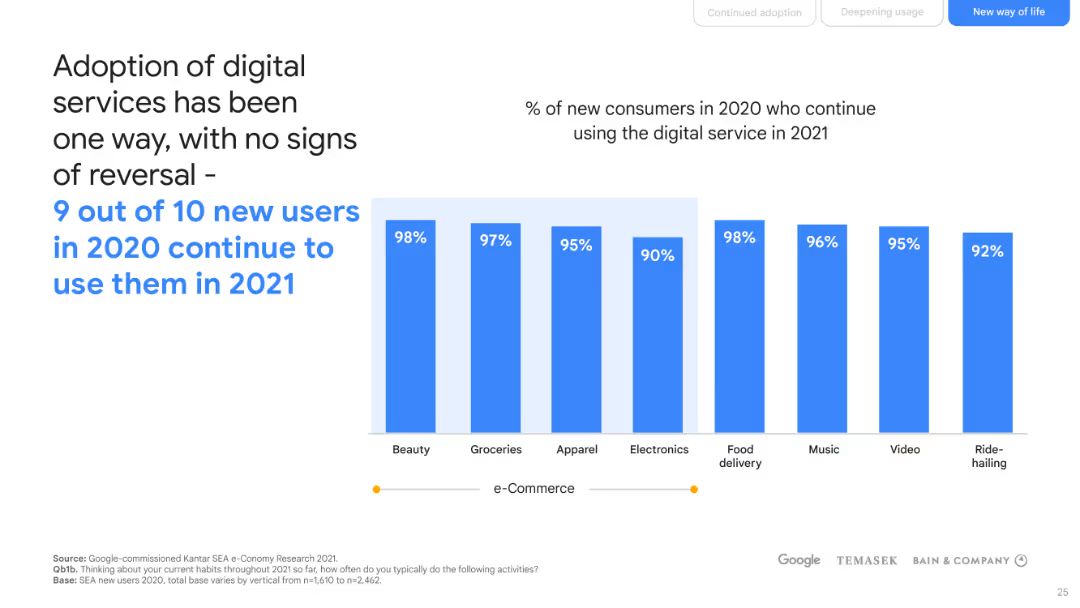 Continued adoption
Deepening usage
New way of life
Adoption of digital
services has been
one way, with no signs
of reversal -
9 out of 10 new users
in 2020 continue to
use them in 2021
% of new consumers in 2020 who continue
using the digital service in 2021
98%
97%
95%
90%
98%
96%
95%
92%
Beauty
Groceries
Apparel
Electronics
Food
delivery
Music
Video
Ride-
hailing
e-Commerce
Source: Google-commissioned Kantar SEA e-Conomy Research 2021.
Qb1b. Thinking about your current habits throughout 2021 so far, how often do you typically do the following activities?
Base: SEA new users 2020, total base varies by vertical from n=1,610 to n=2,462.
Google
TEMASEK
BAIN & COMPANY
25